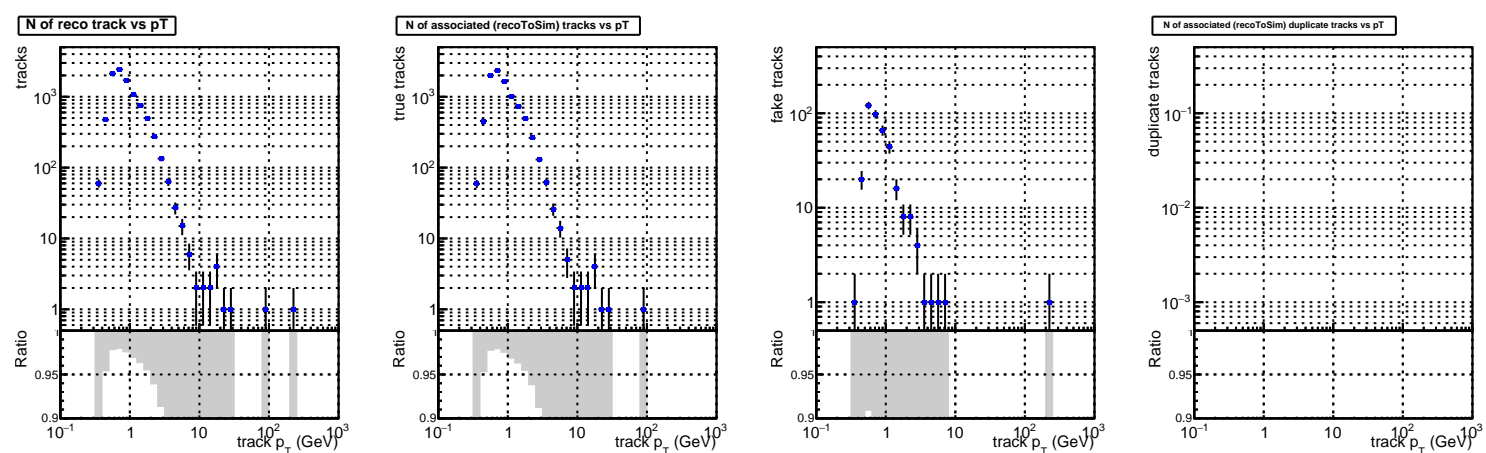 N of reco track vs pT
tracks
10³
10²
10
1
Ratio
1
0.95
0.9
10⁻¹ 1 10 10² 10³
track p_T (GeV)
N of associated (recoToSim) tracks vs pT
true tracks
10³
10²
10
1
Ratio
1
0.95
0.9
10⁻¹ 1 10 10² 10³
track p_T (GeV)
fake tracks
10²
10
1
Ratio
1
0.95
0.9
10⁻¹ 1 10 10² 10³
track p_T (GeV)
N of associated (recoToSim) duplicate tracks vs pT
duplicate tracks
10⁻¹
10⁻²
10⁻³
Ratio
1
0.95
0.9
10⁻¹ 1 10 10² 10³
track p_T (GeV)